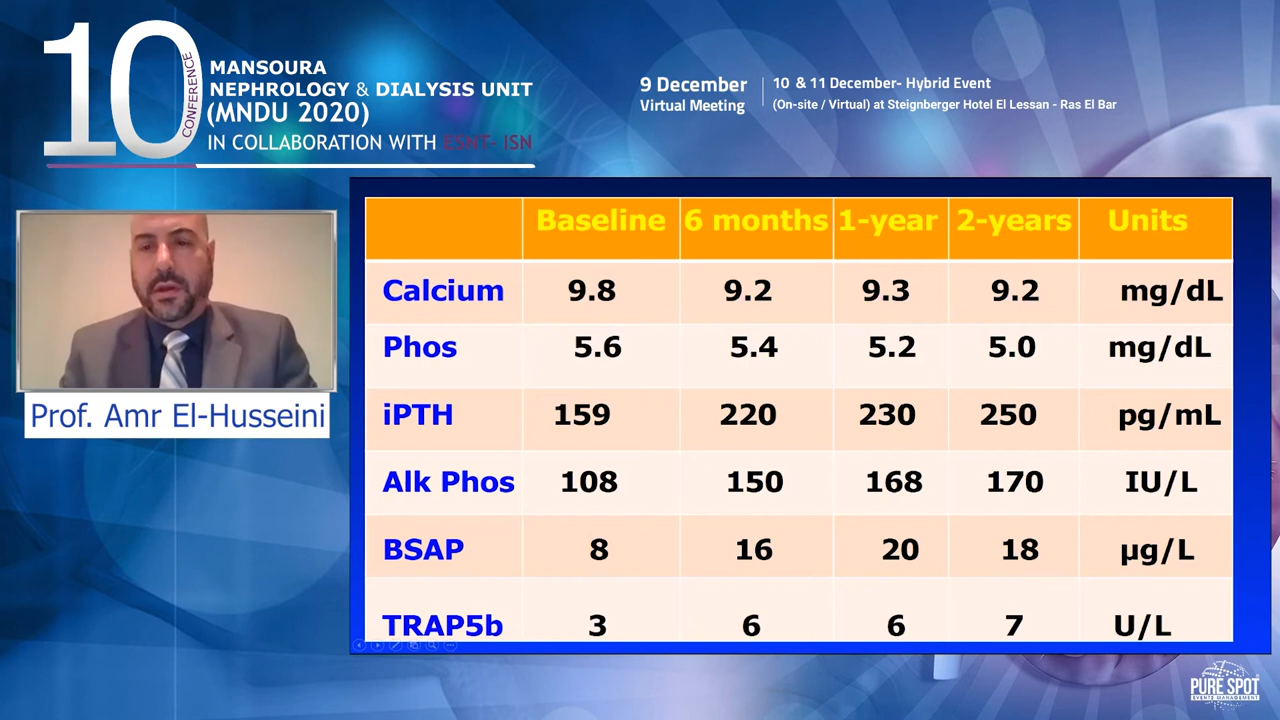 10
CONFERENCE
MANSOURA
NEPHROLOGY & DIALYSIS UNIT
(MNDU 2020)
IN COLLABORATION WITH ESNT- ISN
9 December
Virtual Meeting
10 & 11 December- Hybrid Event
(On-site / Virtual) at Steignberger Hotel El Lessan - Ras El Bar
Prof. Amr El-Husseini
Baseline 6 months 1-year 2-years Units
Calcium 9.8 9.2 9.3 9.2 mg/dL
Phos 5.6 5.4 5.2 5.0 mg/dL
iPTH 159 220 230 250 pg/mL
Alk Phos 108 150 168 170 IU/L
BSAP 8 16 20 18 µg/L
TRAP5b 3 6 6 7 U/L
PURE SPOT
EVENTS MANAGEMENT